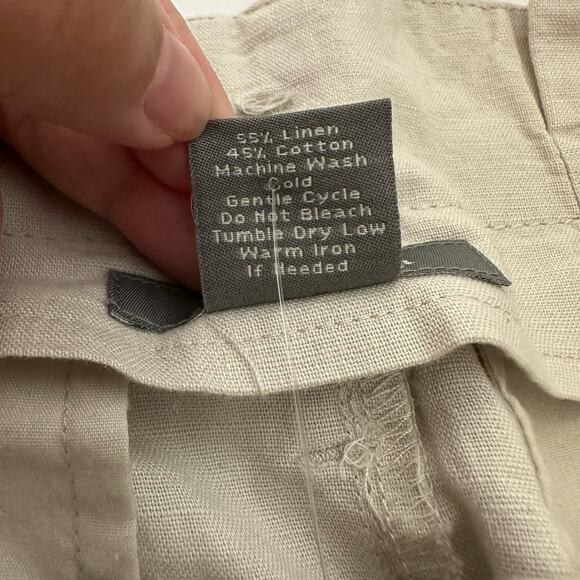 55% Linen
45% Cotton
Machine Wash
Cold
Gentle Cycle
Do Not Bleach
Tumble Dry Low
Warm Iron
If Needed